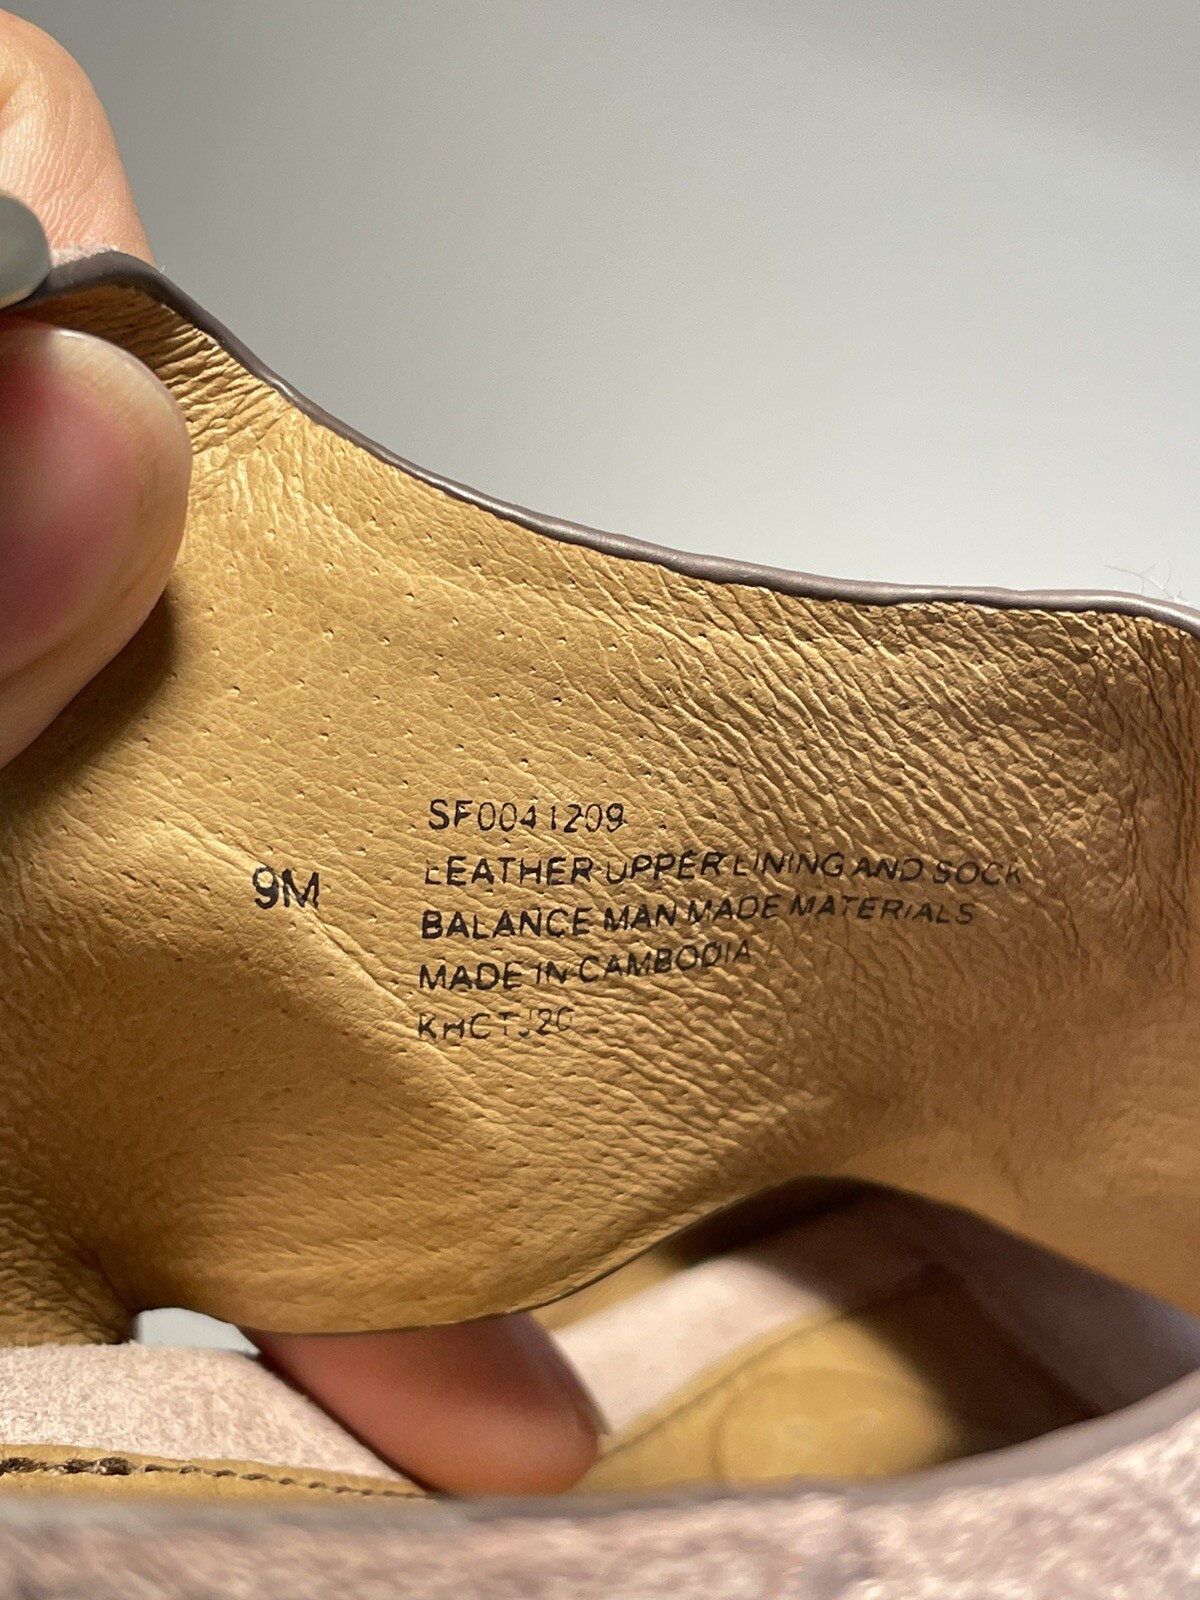 9M
SF0041209
LEATHER UPPER LINING AND SOCK
BALANCE MAN MADE MATERIALS
MADE IN CAMBODIA